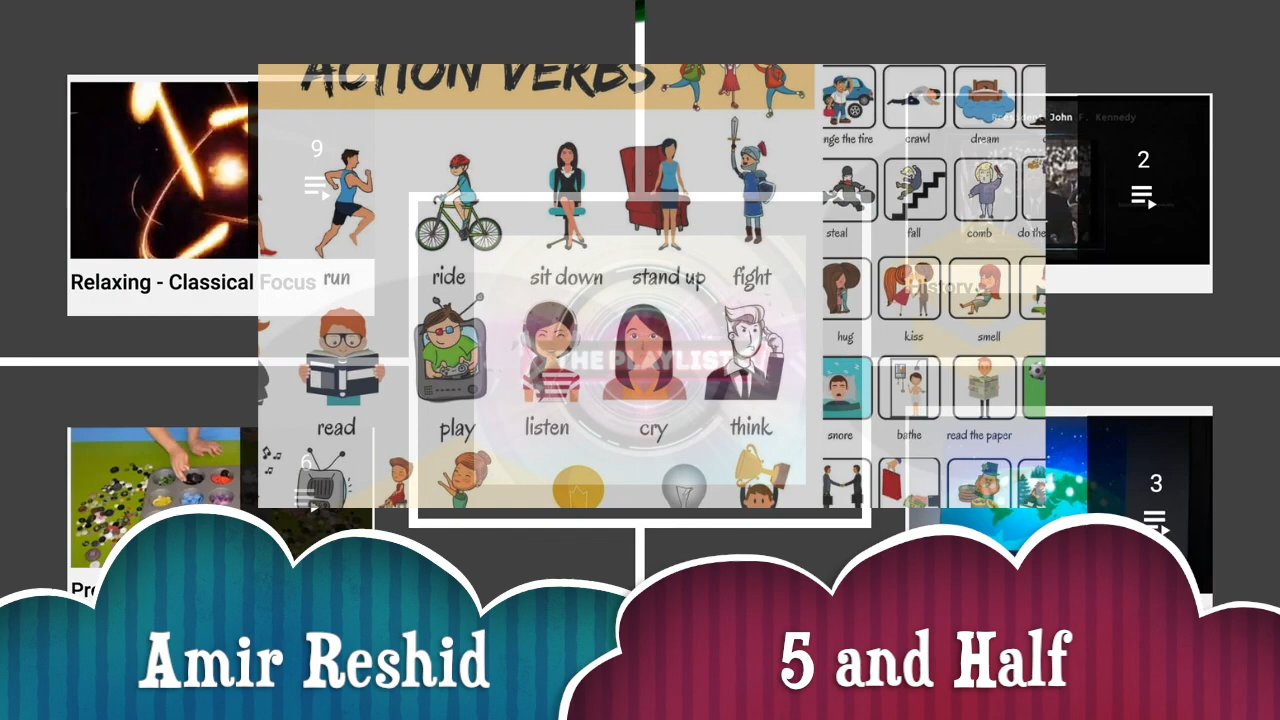 ACTION VERBS
nge the tire
crawl
dream
President John F. Kennedy
9
2
steal
fall
comb
do the
Relaxing - Classical Focus
run
ride
sit down
stand up
fight
History
hug
kiss
smell
THE PLAYLIST
read
play
listen
cry
think
snore
bathe
read the paper
6
3
Pr
Amir Reshid
5 and Half